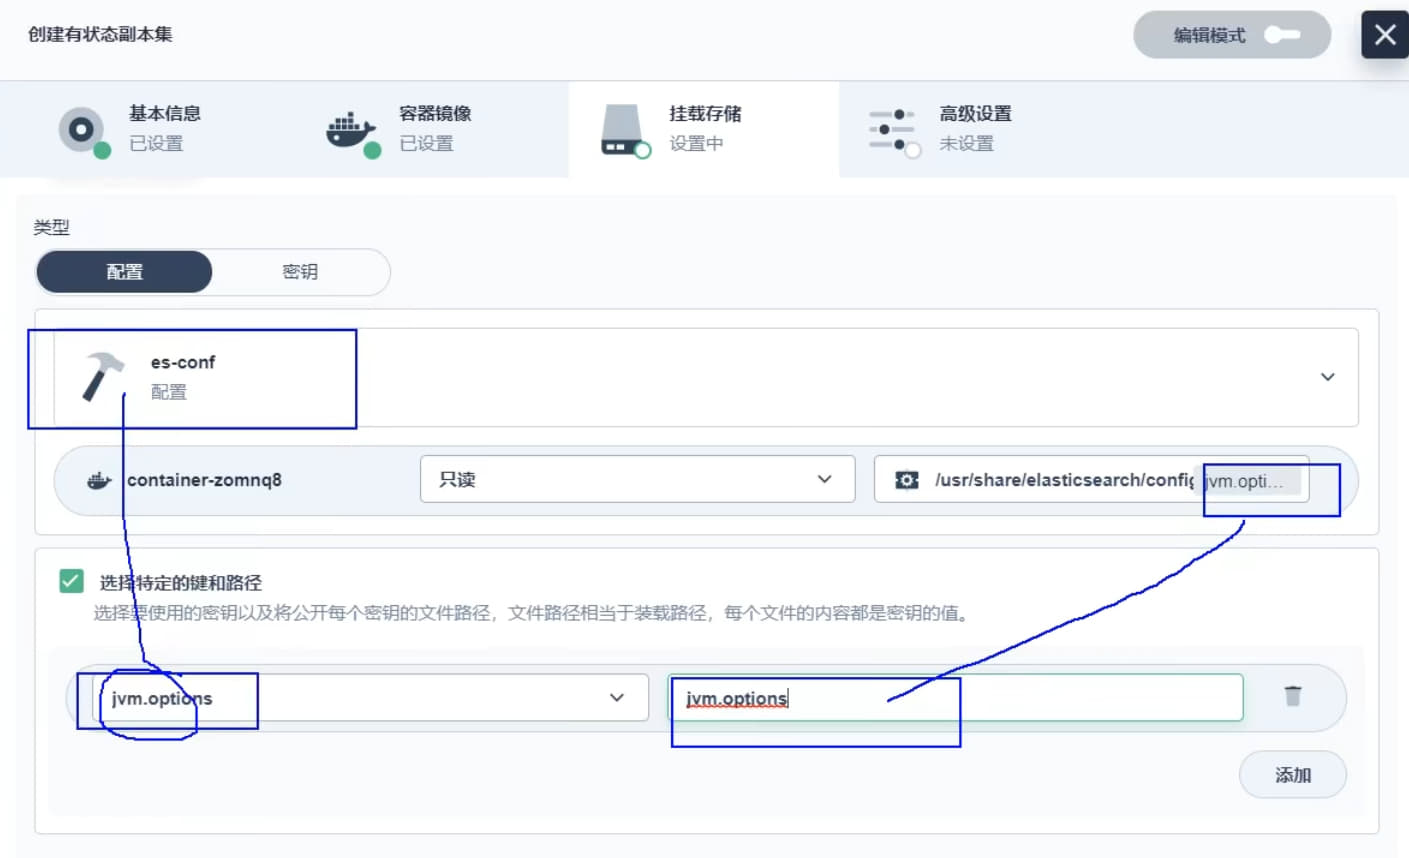 创建有状态副本集
编辑模式
基本信息
已设置
容器镜像
已设置
挂载存储
设置中
高级设置
未设置
类型
配置
密钥
es-conf
配置
container-zomnq8
只读
/usr/share/elasticsearch/config
jvm.opti...
选择特定的键和路径
选择要使用的密钥以及将公开每个密钥的文件路径，文件路径相当于装载路径，每个文件的内容都是密钥的值。
jvm.options
jvm.options
添加